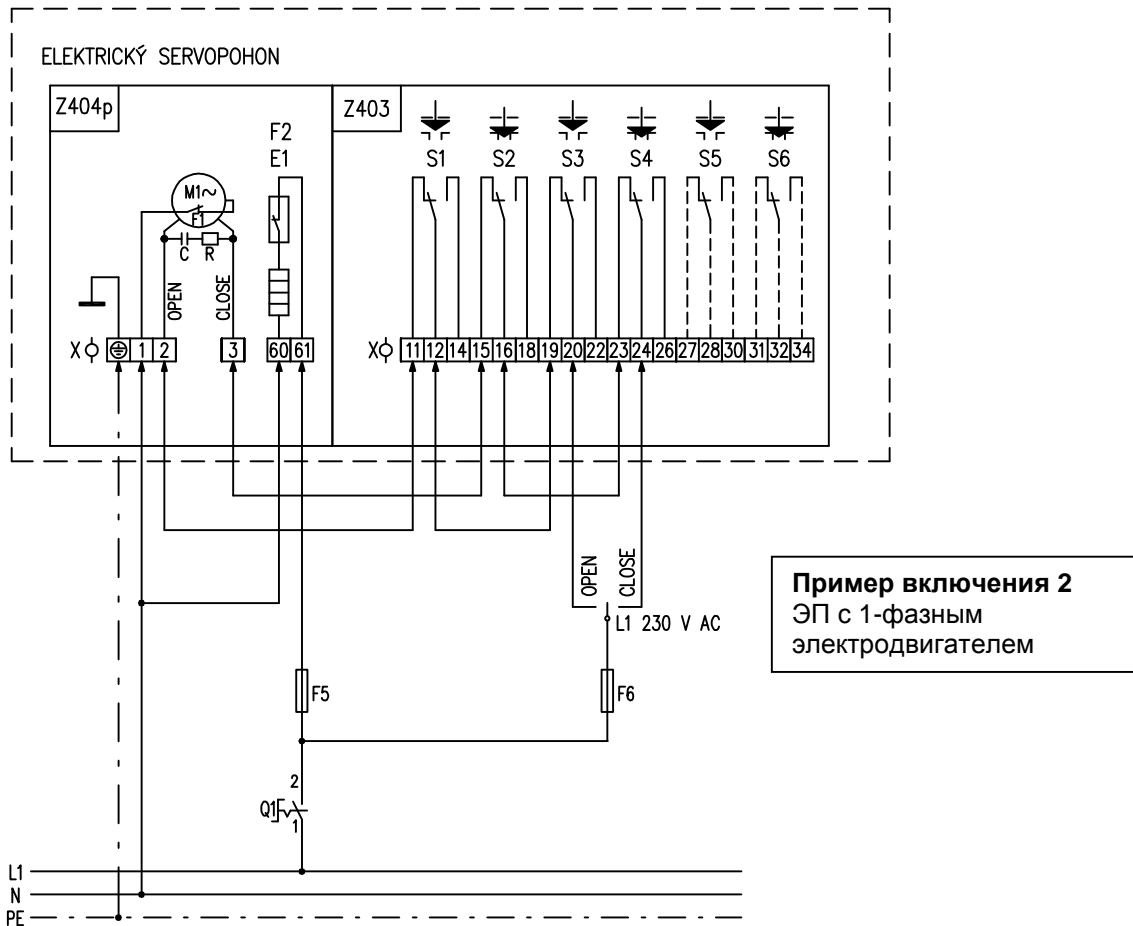 ELEKTRICKÝ SERVOPOHON
Z404p
Z403
F2
E1
S1 S2 S3 S4 S5 S6
M1~
F1
C R
OPEN
CLOSE
X 1 2 3 60 61
X 11 12 14 15 16 18 19 20 22 23 24 26 27 28 30 31 32 34
OPEN
CLOSE
L1 230 V AC
Пример включения 2
ЭП с 1-фазным
электродвигателем
F5
F6
2
Q1
1
L1
N
PE